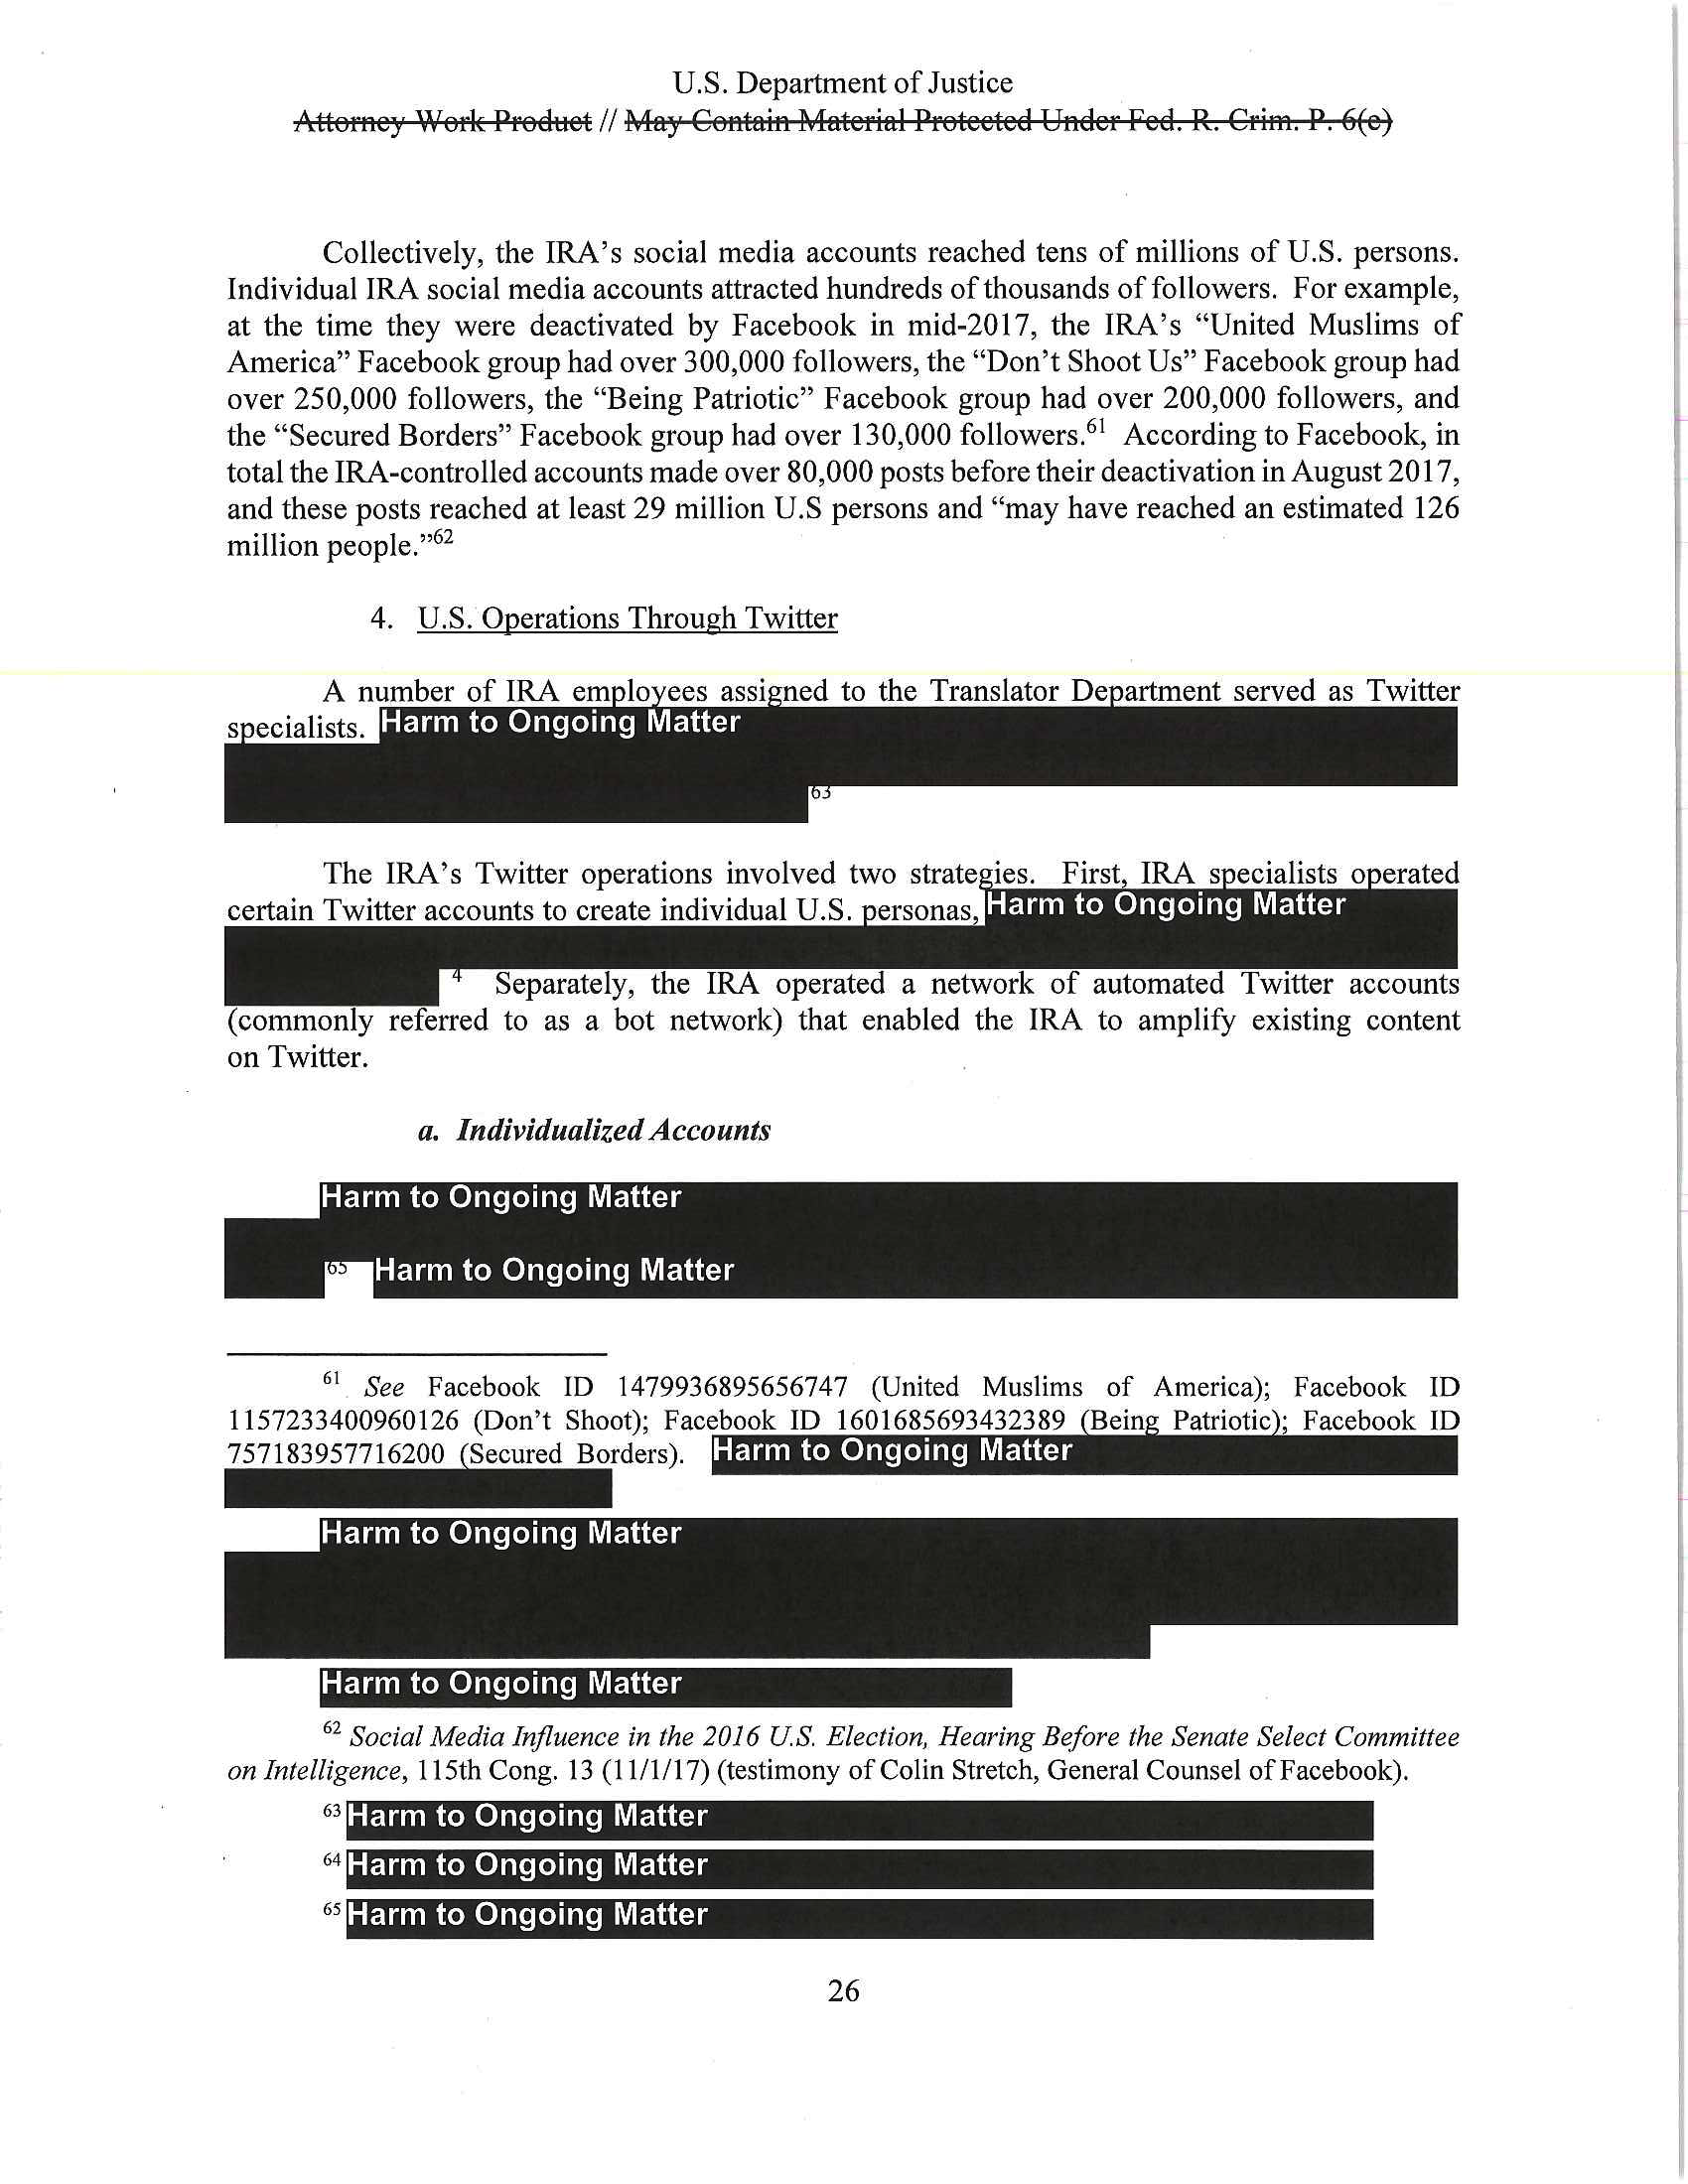 U.S. Department of Justice
Attorney Work Product // May Contain Material Protected Under Fed. R. Crim. P. 6(e)
Collectively, the IRA's social media accounts reached tens of millions of U.S. persons.
Individual IRA social media accounts attracted hundreds of thousands of followers. For example,
at the time they were deactivated by Facebook in mid-2017, the IRA's “United Muslims of
America” Facebook group had over 300,000 followers, the “Don't Shoot Us” Facebook group had
over 250,000 followers, the “Being Patriotic” Facebook group had over 200,000 followers, and
the “Secured Borders” Facebook group had over 130,000 followers.61 According to Facebook, in
total the IRA-controlled accounts made over 80,000 posts before their deactivation in August 2017,
and these posts reached at least 29 million U.S persons and “may have reached an estimated 126
million people.”62
4. U.S. Operations Through Twitter
A number of IRA employees assigned to the Translator Department served as Twitter
specialists. Harm to Ongoing Matter
63
The IRA's Twitter operations involved two strategies. First, IRA specialists operated
certain Twitter accounts to create individual U.S. personas, Harm to Ongoing Matter
4 Separately, the IRA operated a network of automated Twitter accounts
(commonly referred to as a bot network) that enabled the IRA to amplify existing content
on Twitter.
a. Individualized Accounts
Harm to Ongoing Matter
65 Harm to Ongoing Matter
61 See Facebook ID 1479936895656747 (United Muslims of America); Facebook ID
1157233400960126 (Don't Shoot); Facebook ID 1601685693432389 (Being Patriotic); Facebook ID
757183957716200 (Secured Borders). Harm to Ongoing Matter
Harm to Ongoing Matter
Harm to Ongoing Matter
62 Social Media Influence in the 2016 U.S. Election, Hearing Before the Senate Select Committee
on Intelligence, 115th Cong. 13 (11/1/17) (testimony of Colin Stretch, General Counsel of Facebook).
63 Harm to Ongoing Matter
64 Harm to Ongoing Matter
65 Harm to Ongoing Matter
26